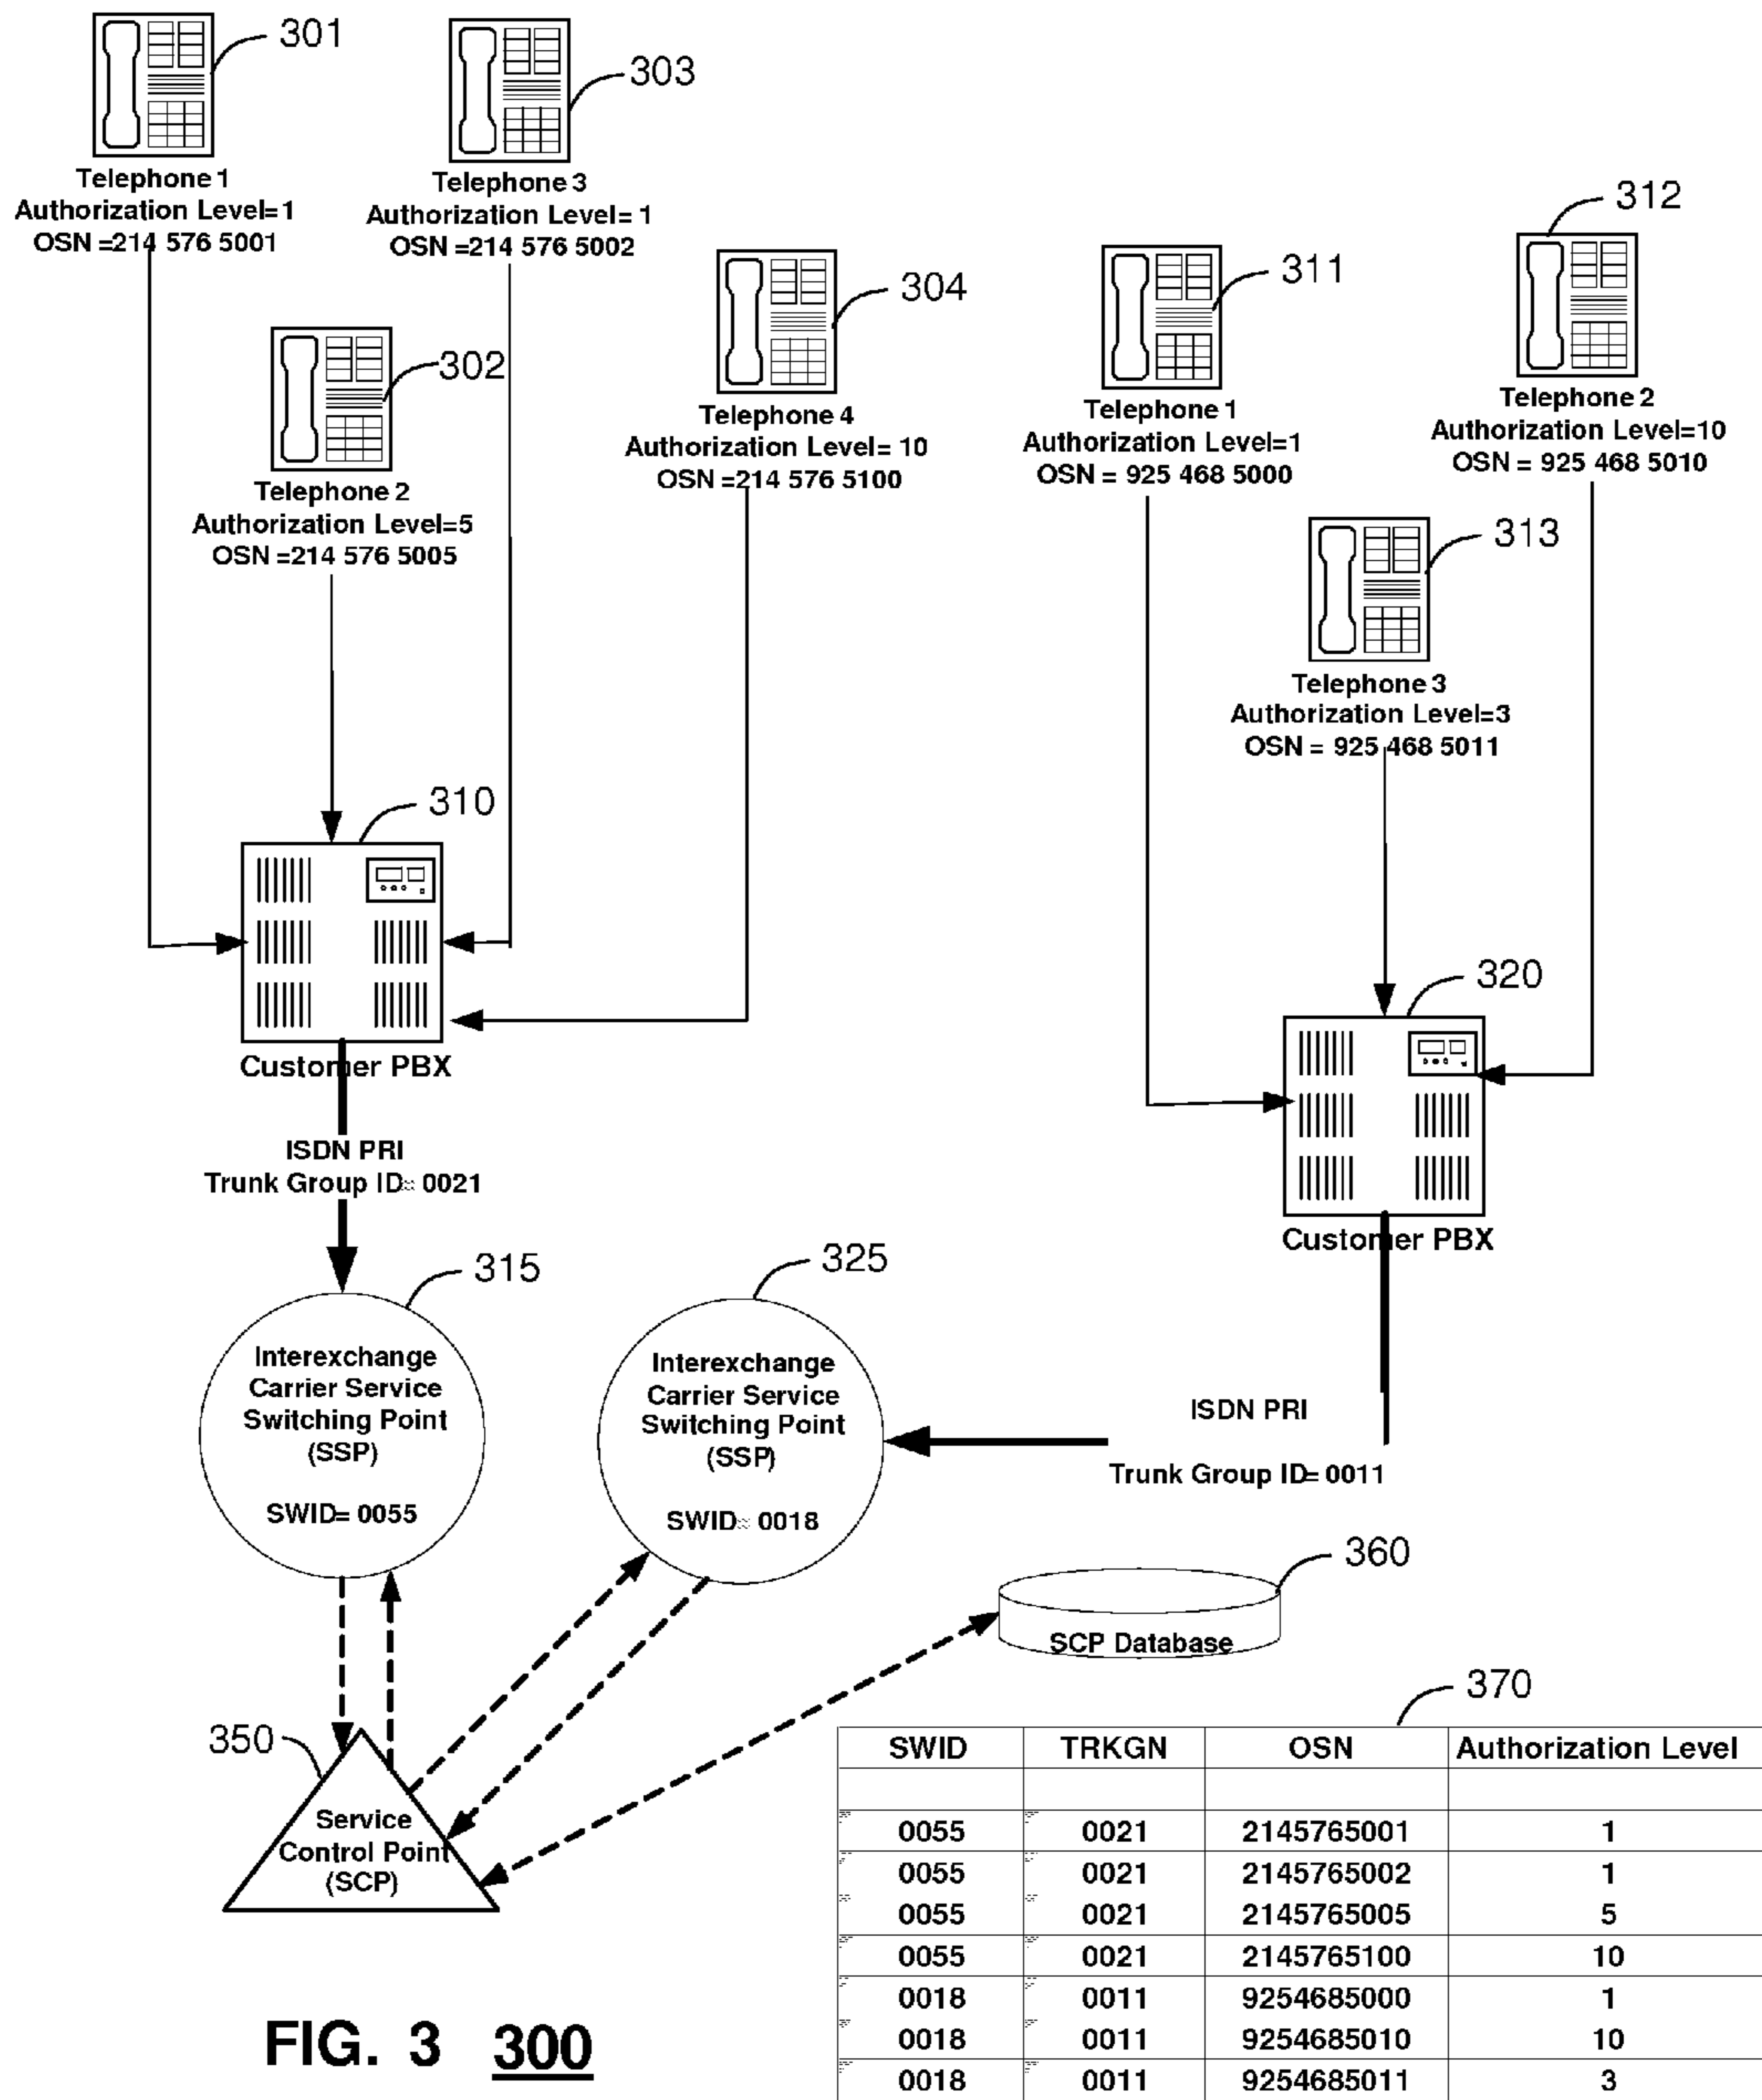 301
Telephone 1
Authorization Level=1
OSN =214 576 5001
303
Telephone 3
Authorization Level= 1
OSN =214 576 5002
302
Telephone 2
Authorization Level=5
OSN =214 576 5005
304
Telephone 4
Authorization Level= 10
OSN =214 576 5100
311
Telephone 1
Authorization Level=1
OSN = 925 468 5000
312
Telephone 2
Authorization Level=10
OSN = 925 468 5010
313
Telephone 3
Authorization Level=3
OSN = 925 468 5011
310
Customer PBX
ISDN PRI
Trunk Group ID= 0021
320
Customer PBX
ISDN PRI
Trunk Group ID= 0011
315
Interexchange
Carrier Service
Switching Point
(SSP)
SWID= 0055
325
Interexchange
Carrier Service
Switching Point
(SSP)
SWID= 0018
360
SCP Database
350
Service
Control Point
(SCP)
370
SWID TRKGN OSN Authorization Level
0055 0021 2145765001 1
0055 0021 2145765002 1
0055 0021 2145765005 5
0055 0021 2145765100 10
0018 0011 9254685000 1
0018 0011 9254685010 10
0018 0011 9254685011 3
FIG. 3 300